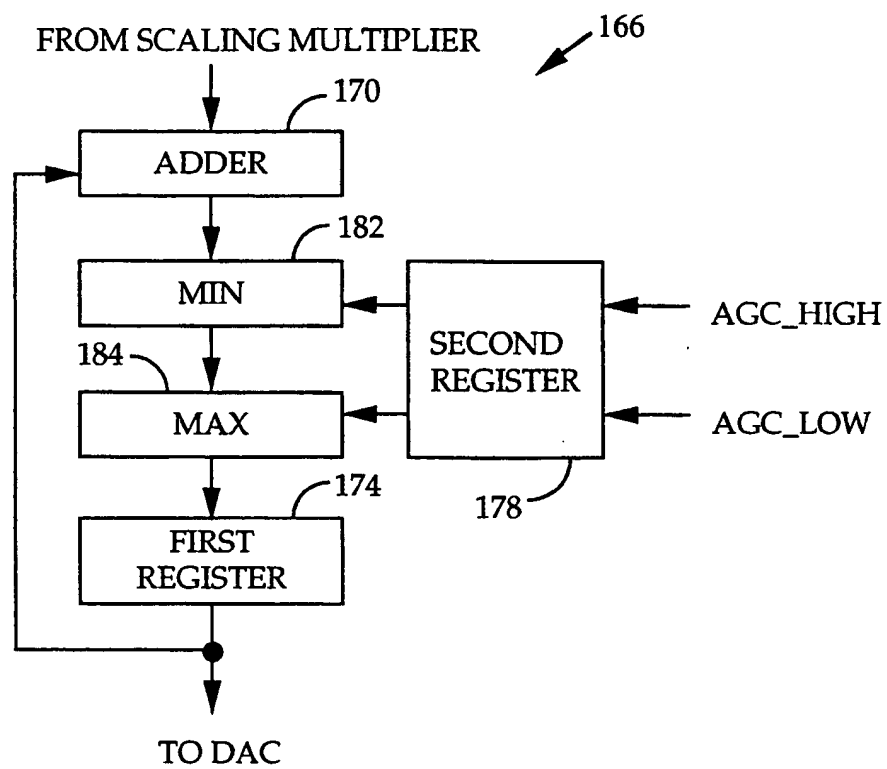 FROM SCALING MULTIPLIER
166
170
ADDER
182
MIN
184
MAX
SECOND
REGISTER
AGC_HIGH
AGC_LOW
178
174
FIRST
REGISTER
TO DAC